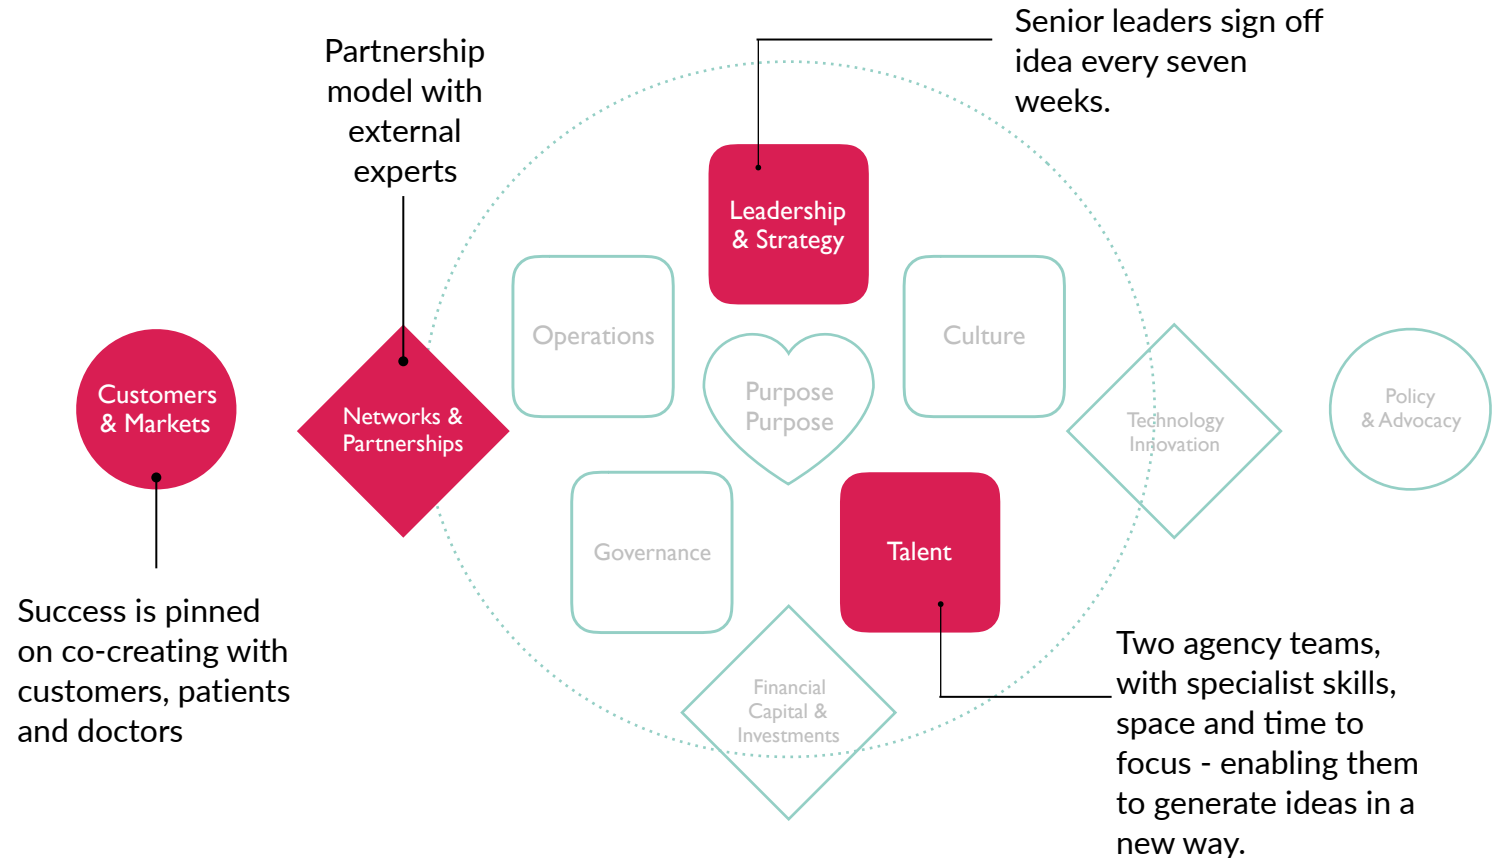 Senior leaders sign off
idea every seven
weeks.
Partnership
model with
external
experts
Leadership
& Strategy
Operations
Culture
Purpose
Purpose
Customers
& Markets
Networks &
Partnerships
Technology
Innovation
Policy
& Advocacy
Governance
Talent
Success is pinned
on co-creating with
customers, patients
and doctors
Financial
Capital &
Investments
Two agency teams,
with specialist skills,
space and time to
focus - enabling them
to generate ideas in a
new way.